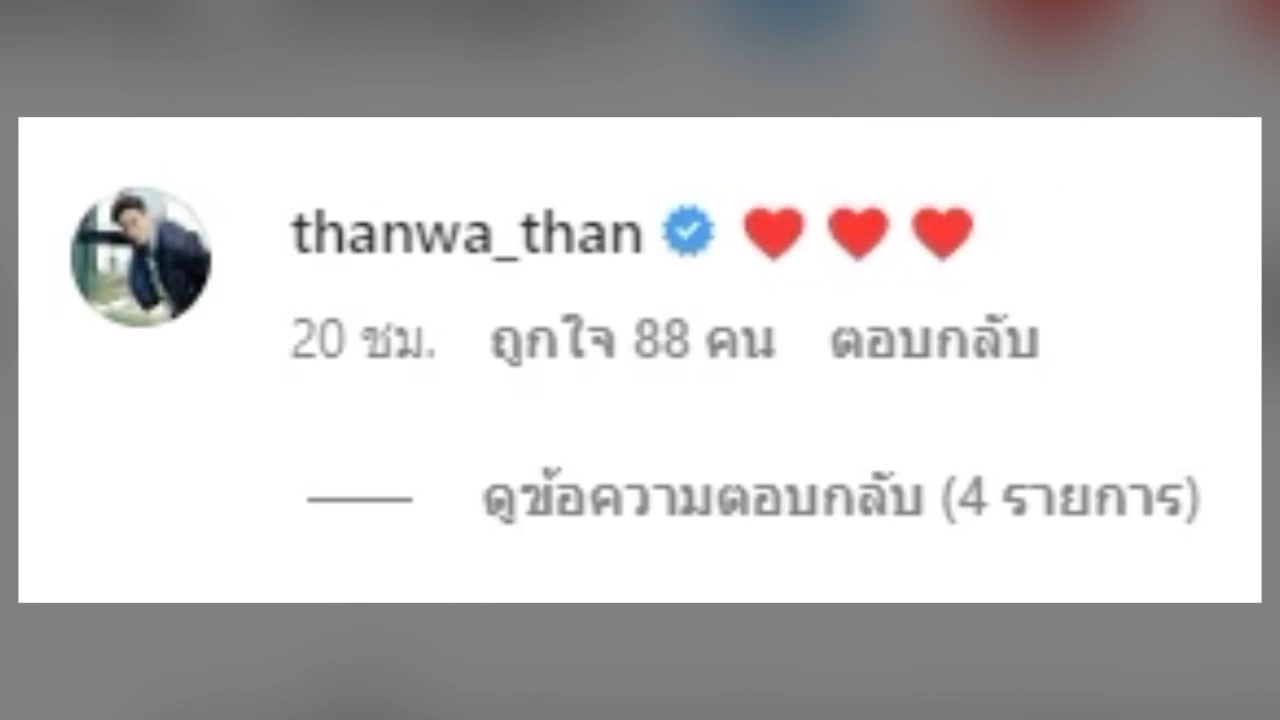 thanwa_than ❤️ ❤️ ❤️
20 ชม. ถูกใจ 88 คน ตอบกลับ
ดูข้อความตอบกลับ (4 รายการ)